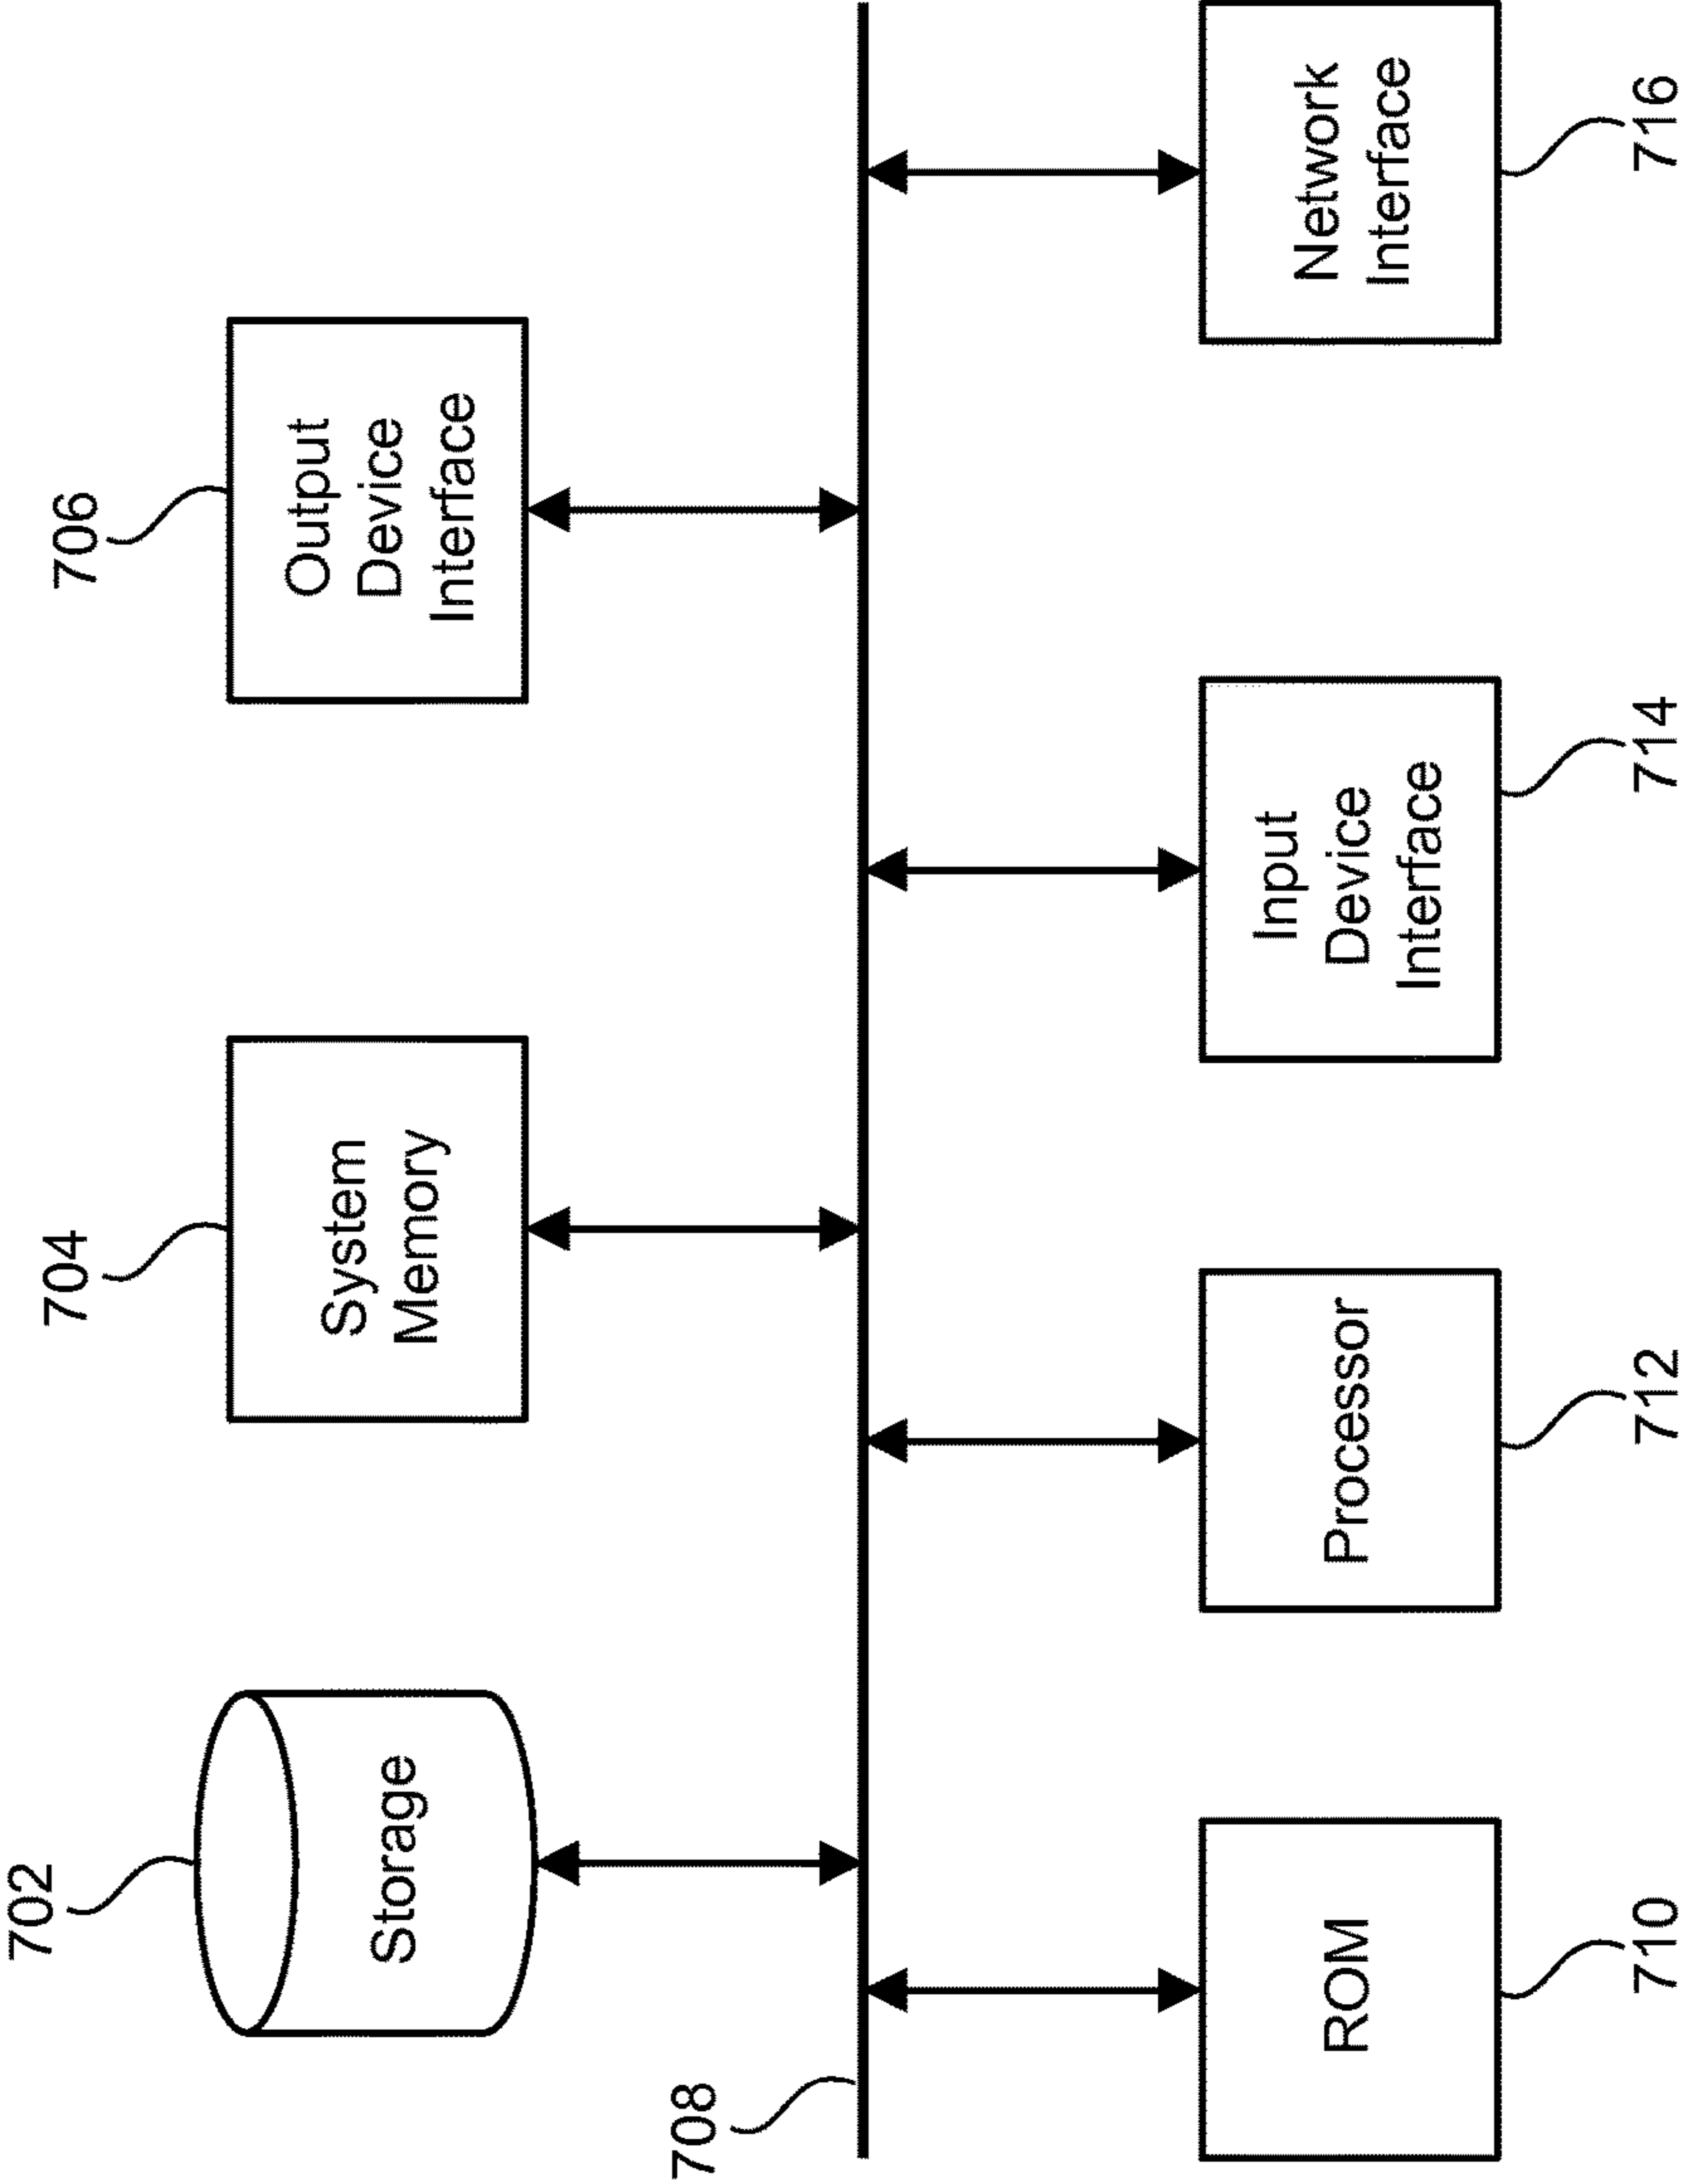 702
704
706
Storage
System
Memory
Output
Device
Interface
708
ROM
Processor
Input
Device
Interface
Network
Interface
710
712
714
716